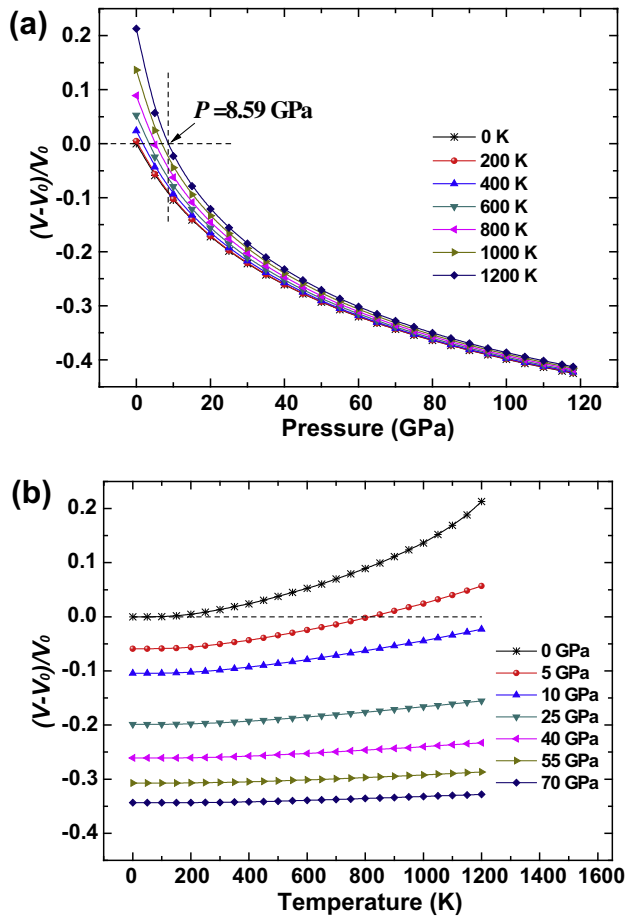 (a)
0.2
0.1
0.0
-0.1
-0.2
-0.3
-0.4
(V-V0)/V0
P =8.59 GPa
0 K
200 K
400 K
600 K
800 K
1000 K
1200 K
0 20 40 60 80 100 120
Pressure (GPa)
(b)
0.2
0.1
0.0
-0.1
-0.2
-0.3
-0.4
(V-V0)/V0
0 GPa
5 GPa
10 GPa
25 GPa
40 GPa
55 GPa
70 GPa
0 200 400 600 800 1000 1200 1400 1600
Temperature (K)